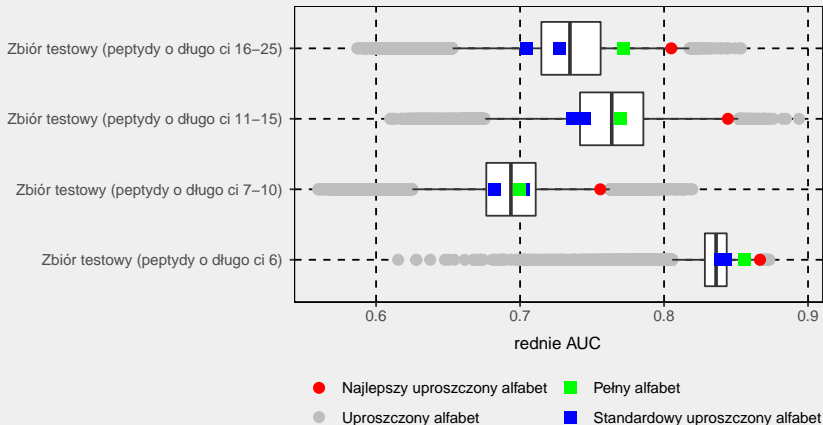 Zbiór testowy (peptydy o długo ci 16−25)
Zbiór testowy (peptydy o długo ci 11−15)
Zbiór testowy (peptydy o długo ci 7−10)
Zbiór testowy (peptydy o długo ci 6)
0.6 0.7 0.8 0.9
rednie AUC
Najlepszy uproszczony alfabet Pełny alfabet
Uproszczony alfabet Standardowy uproszczony alfabet